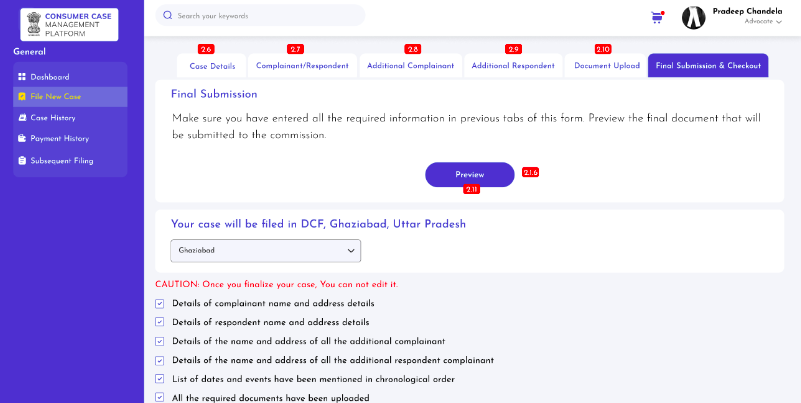 CONSUMER CASE
MANAGEMENT
PLATFORM
Search your keywords
Pradeep Chandela
Advocate
General
Dashboard
File New Case
Case History
Payment History
Subsequent Filing
2.6
2.7
2.8
2.9
2.10
Case Details
Complainant/Respondent
Additional Complainant
Additional Respondent
Document Upload
Final Submission & Checkout
Final Submission
Make sure you have entered all the required information in previous tabs of this form. Preview the final document that will
be submitted to the commission.
Preview
2.1.6
2.11
Your case will be filed in DCF, Ghaziabad, Uttar Pradesh
Ghaziabad
CAUTION: Once you finalize your case, You can not edit it.
Details of complainant name and address details
Details of respondent name and address details
Details of the name and address of all the additional complainant
Details of the name and address of all the additional respondent complainant
List of dates and events have been mentioned in chronological order
All the required documents have been uploaded